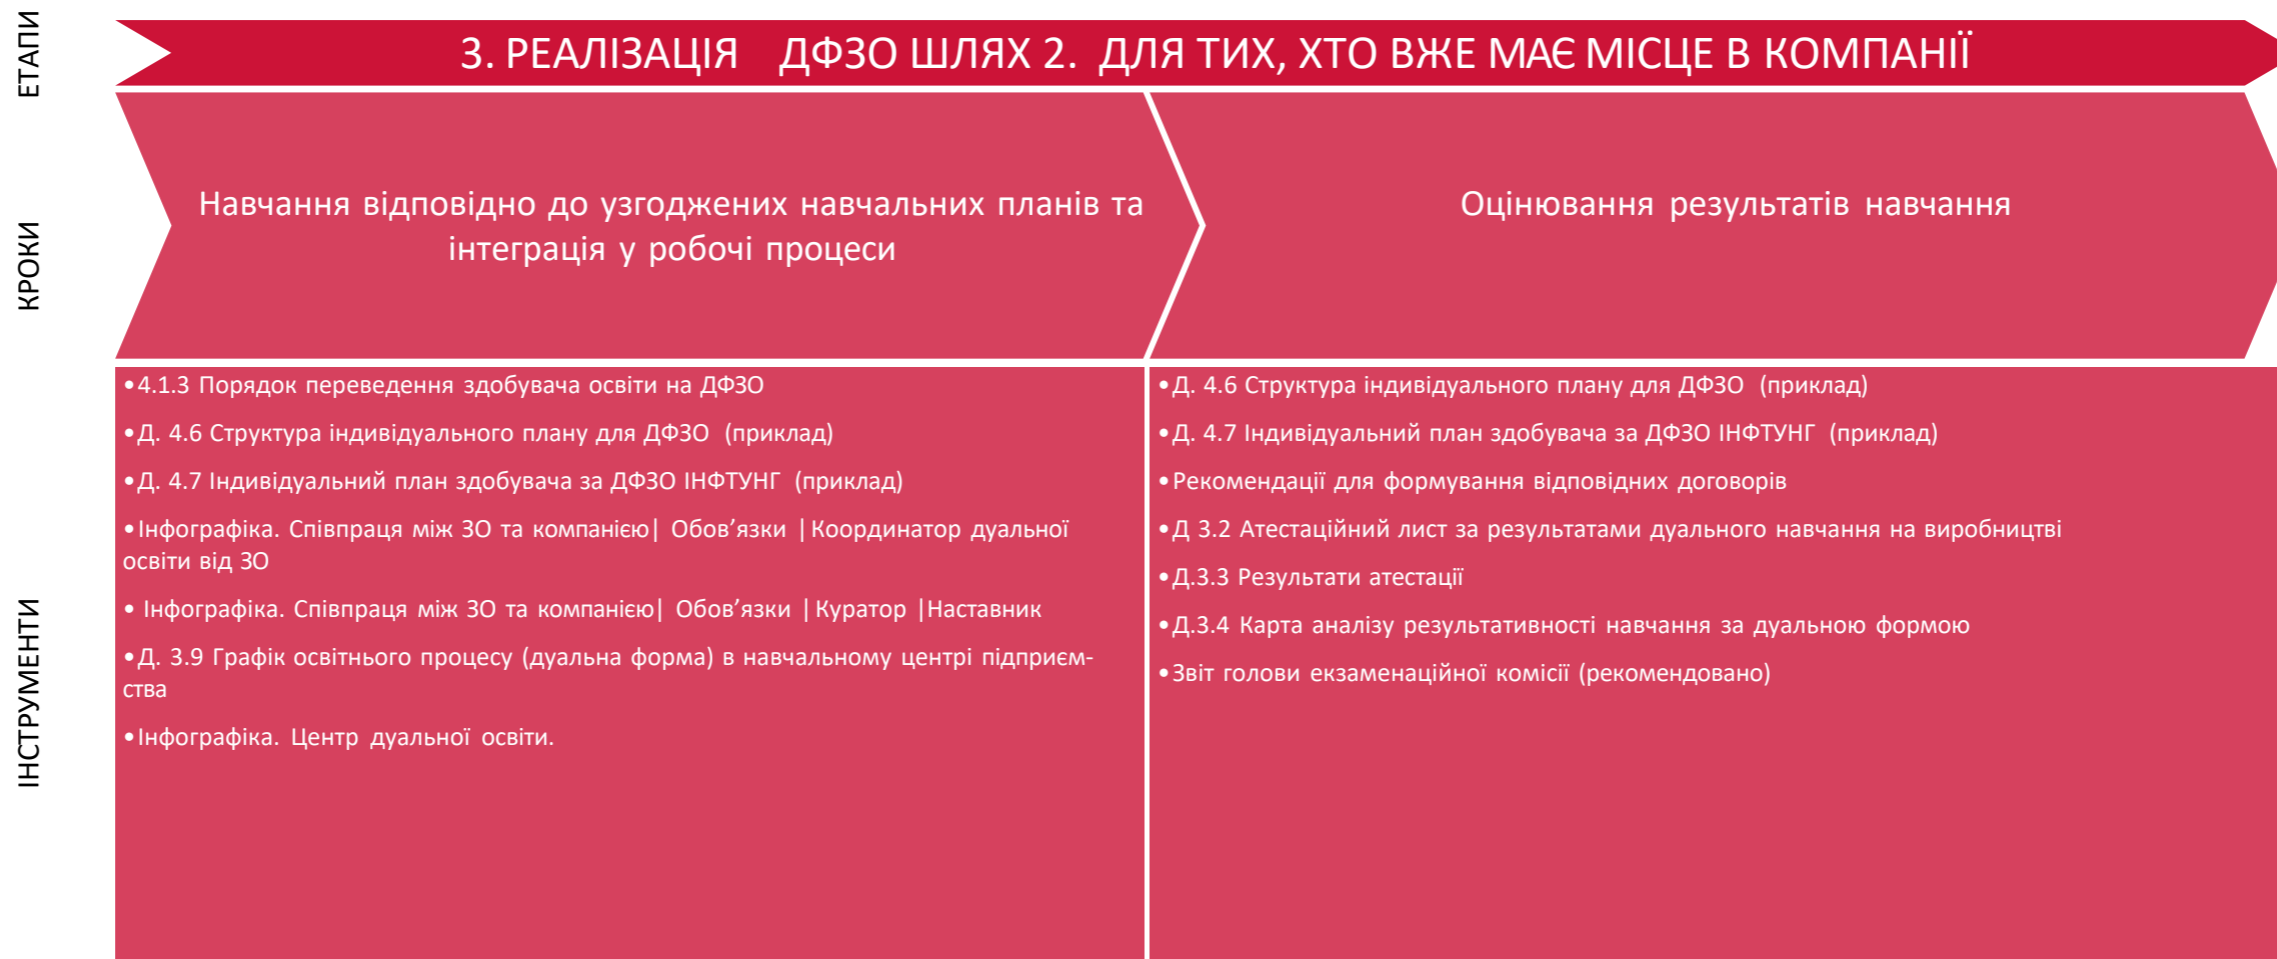 ЕТАПИ
3. РЕАЛІЗАЦІЯ ДФЗО ШЛЯХ 2. ДЛЯ ТИХ, ХТО ВЖЕ МАЄ МІСЦЕ В КОМПАНІЇ
КРОКИ
Навчання відповідно до узгоджених навчальних планів та
інтеграція у робочі процеси
Оцінювання результатів навчання
ІНСТРУМЕНТИ
•4.1.3 Порядок переведення здобувача освіти на ДФЗО
•Д. 4.6 Структура індивідуального плану для ДФЗО (приклад)
•Д. 4.7 Індивідуальний план здобувача за ДФЗО ІНФТУНГ (приклад)
•Інфографіка. Співпраця між ЗО та компанією| Обов’язки |Координатор дуальної
освіти від ЗО
• Інфографіка. Співпраця між ЗО та компанією| Обов’язки |Куратор |Наставник
•Д. 3.9 Графік освітнього процесу (дуальна форма) в навчальному центрі підприєм-
ства
•Інфографіка. Центр дуальної освіти.
•Д. 4.6 Структура індивідуального плану для ДФЗО (приклад)
•Д. 4.7 Індивідуальний план здобувача за ДФЗО ІНФТУНГ (приклад)
•Рекомендації для формування відповідних договорів
•Д 3.2 Атестаційний лист за результатами дуального навчання на виробництві
•Д.3.3 Результати атестації
•Д.3.4 Карта аналізу результативності навчання за дуальною формою
•Звіт голови екзаменаційної комісії (рекомендовано)